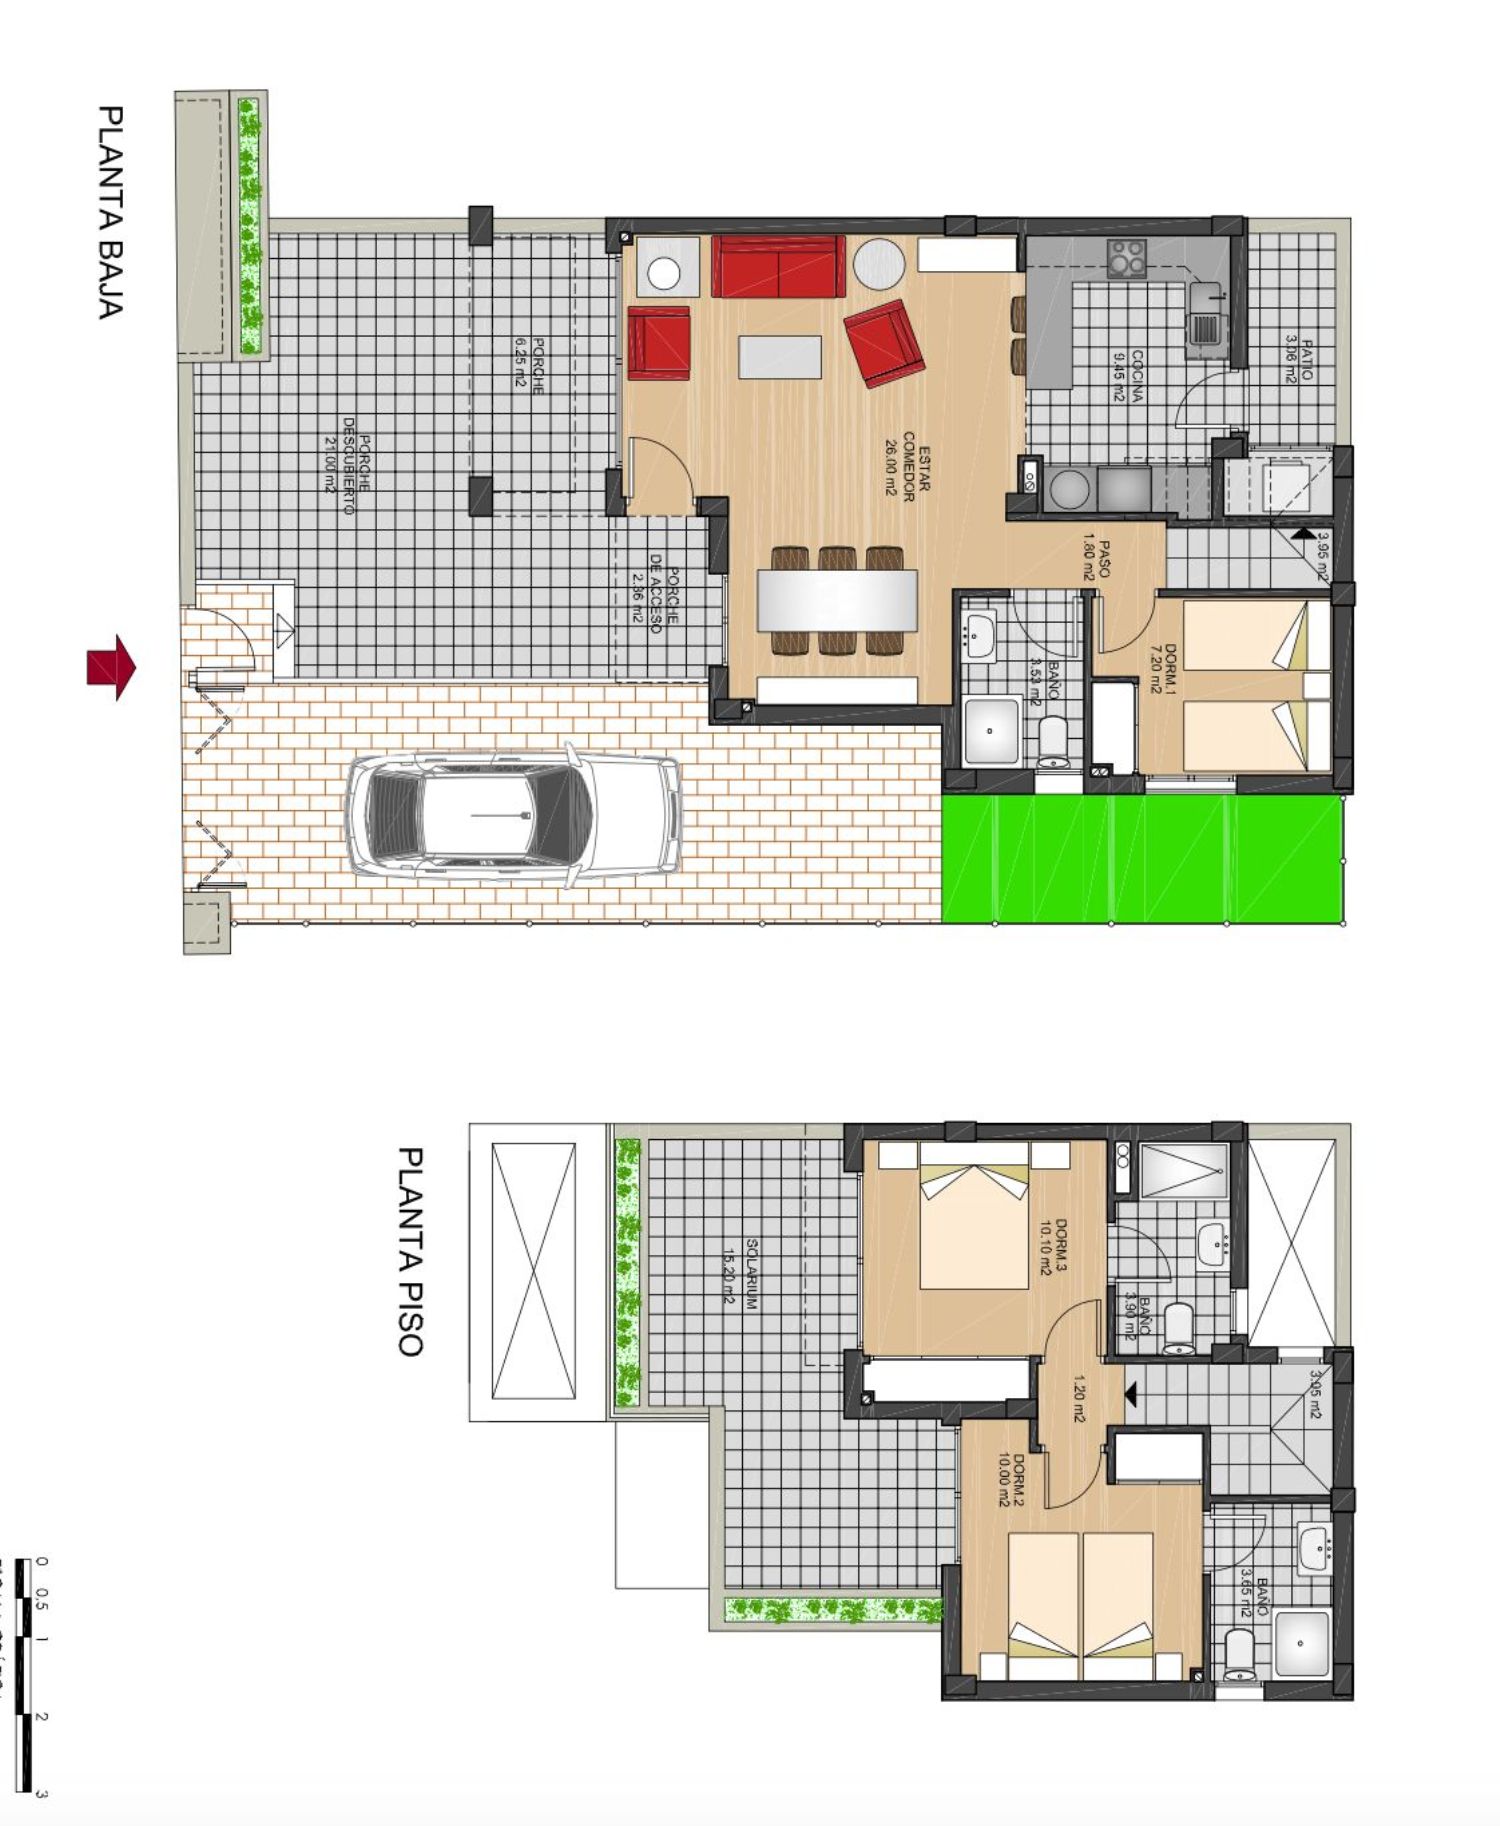 PLANTA BAJA
PATIO
3.06 m2
COCINA
9.45 m2
PORCHE
6.25 m2
ESTAR
COMEDOR
26.00 m2
PORCHE
DESCUBIERTO
21.00 m2
3.95 m2
PASO
1.80 m2
PORCHE
DE ACCESO
2.36 m2
DORM.1
7.20 m2
BAÑO
3.53 m2
PLANTA PISO
DORM.3
10.10 m2
SOLARIUM
15.20 m2
BAÑO
3.90 m2
1.20 m2
3.05 m2
DORM.2
10.00 m2
BAÑO
3.65 m2
0 0.5 1 2 3